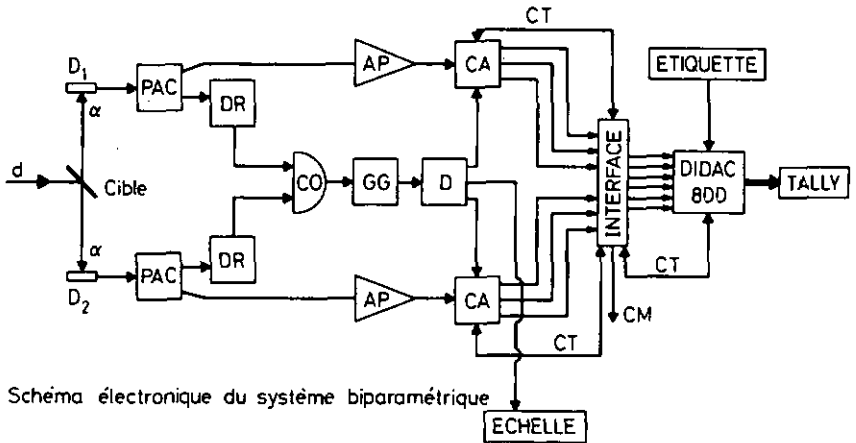 CT
D₁
PAC
AP
CA
ETIQUETTE
α
DR
d
Cible
CO
GG
D
INTERFACE
DIDAC
800
TALLY
α
DR
D₂
PAC
AP
CA
CT
CM
CT
Schéma électronique du système biparamétrique
ECHELLE